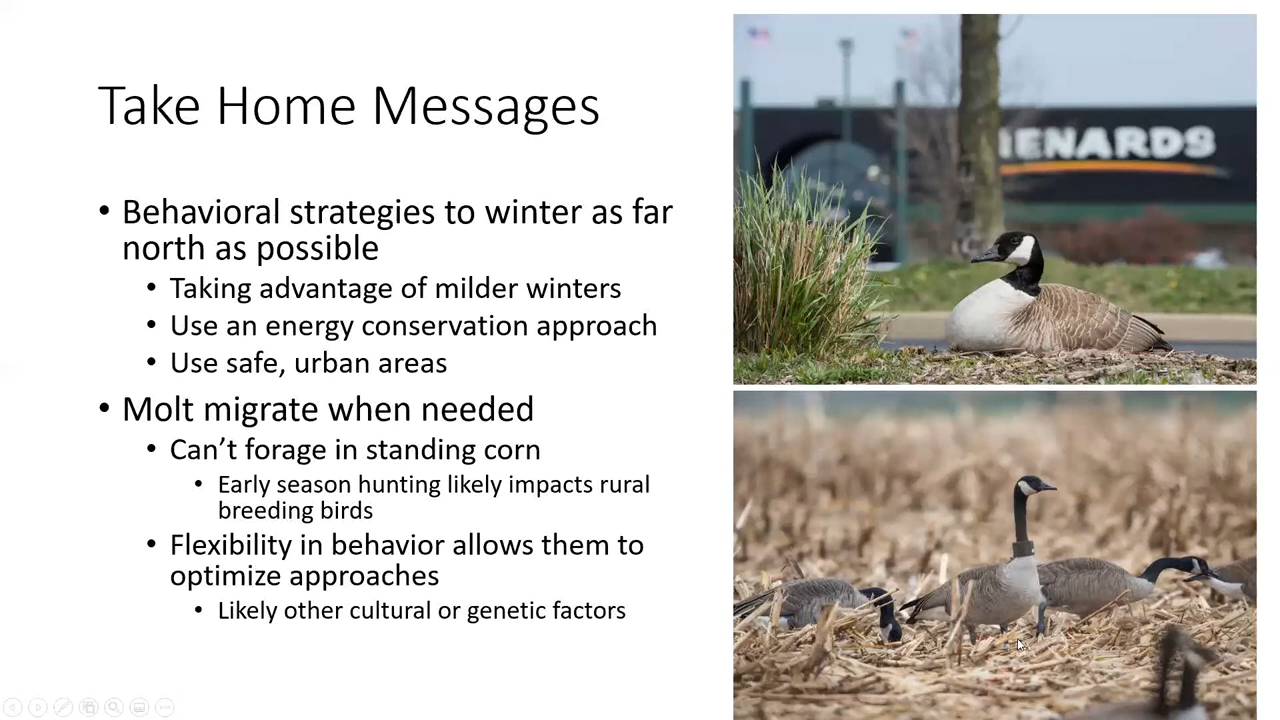 Take Home Messages
• Behavioral strategies to winter as far
north as possible
• Taking advantage of milder winters
• Use an energy conservation approach
• Use safe, urban areas
• Molt migrate when needed
• Can’t forage in standing corn
• Early season hunting likely impacts rural
breeding birds
• Flexibility in behavior allows them to
optimize approaches
• Likely other cultural or genetic factors
ENARDS